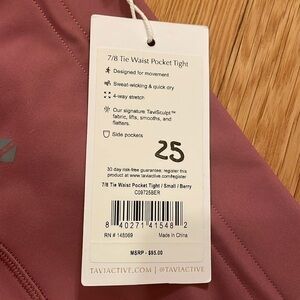 7/8 Tie Waist Pocket Tight
Designed for movement
Sweat-wicking & quick dry
4-way stretch
Our signature TaviSculpt™
fabric, lifts, smooths, and
flatters.
Side pockets
25
30 day risk-free guarantee; register this
product at www.taviactive.com/register
7/8 Tie Waist Pocket Tight / Small / Berry
C09725BER
8 40271 41548 2
RN # 148069
Made in China
MSRP - $95.00
TAVIACTIVE.COM | @TAVIACTIVE